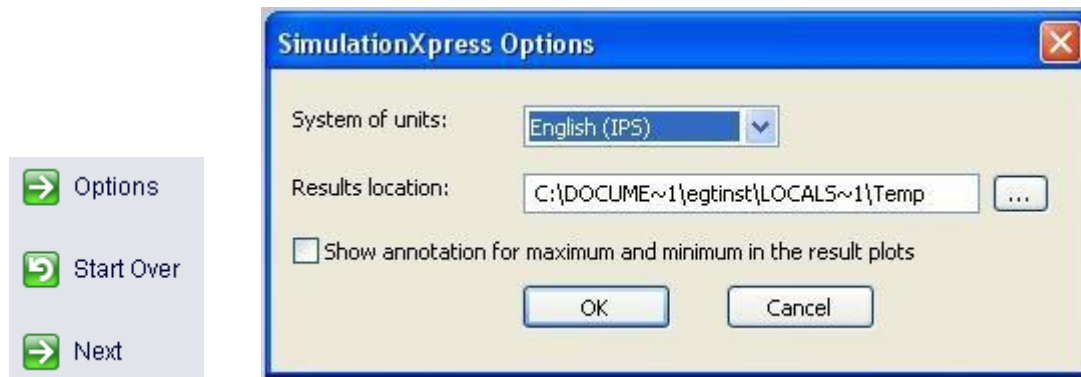 Options
Start Over
Next
SimulationXpress Options
System of units:
English (IPS)
Results location:
C:\DOCUME~1\egtinst\LOCALS~1\Temp
...
Show annotation for maximum and minimum in the result plots
OK
Cancel